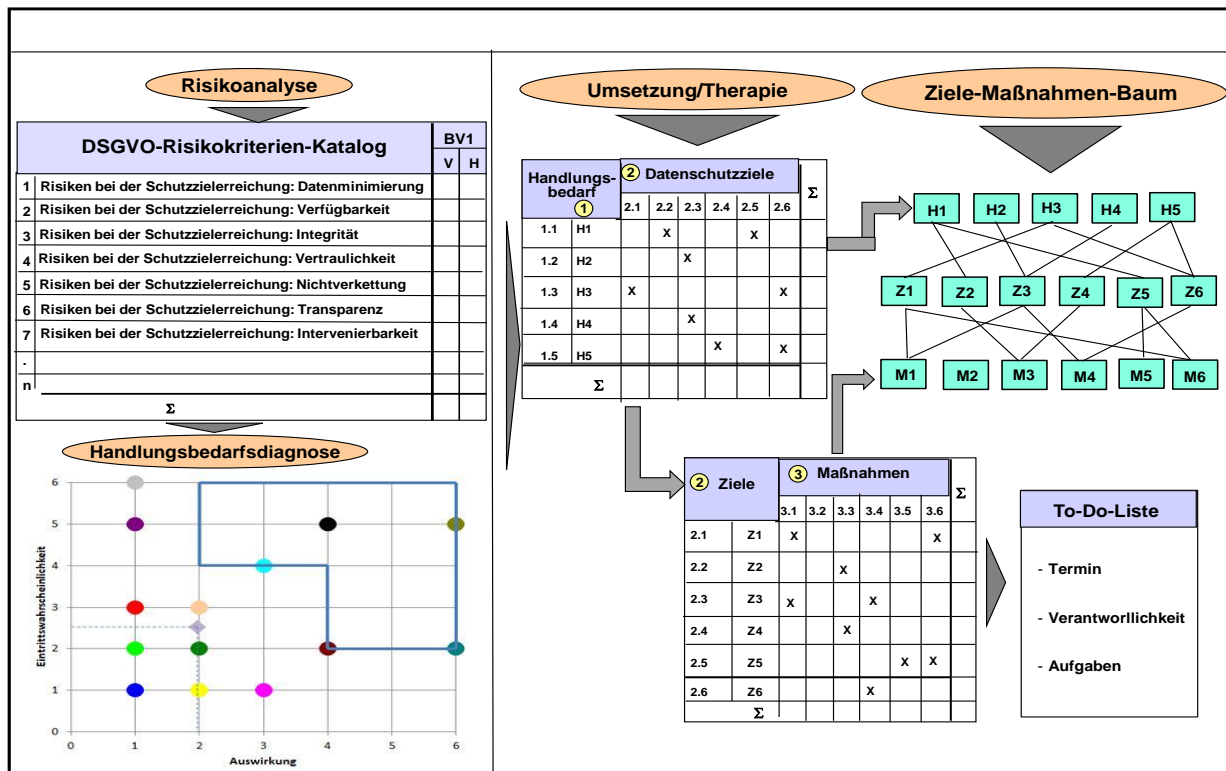 Risikoanalyse
DSGVO-Risikokriterien-Katalog
BV1
V H
1 Risiken bei der Schutzzielerreichung: Datenminimierung
2 Risiken bei der Schutzzielerreichung: Verfügbarkeit
3 Risiken bei der Schutzzielerreichung: Integrität
4 Risiken bei der Schutzzielerreichung: Vertraulichkeit
5 Risiken bei der Schutzzielerreichung: Nichtverkettung
6 Risiken bei der Schutzzielerreichung: Transparenz
7 Risiken bei der Schutzzielerreichung: Intervenierbarkeit
.
n
Σ
Handlungsbedarfsdiagnose
Eintrittswahrscheinlichkeit
6
5
4
3
2
1
0
0 1 2 3 4 5 6
Auswirkung
Umsetzung/Therapie
Handlungs-
bedarf
1
2 Datenschutzziele
Σ
2.1 2.2 2.3 2.4 2.5 2.6
1.1 H1 X X
1.2 H2 X
1.3 H3 X X
1.4 H4 X
1.5 H5 X X
Σ
2 Ziele
3 Maßnahmen
Σ
3.1 3.2 3.3 3.4 3.5 3.6
2.1 Z1 X X
2.2 Z2 X
2.3 Z3 X X
2.4 Z4 X
2.5 Z5 X X
2.6 Z6 X
Σ
Ziele-Maßnahmen-Baum
H1 H2 H3 H4 H5
Z1 Z2 Z3 Z4 Z5 Z6
M1 M2 M3 M4 M5 M6
To-Do-Liste
- Termin
- Verantworllichkeit
- Aufgaben